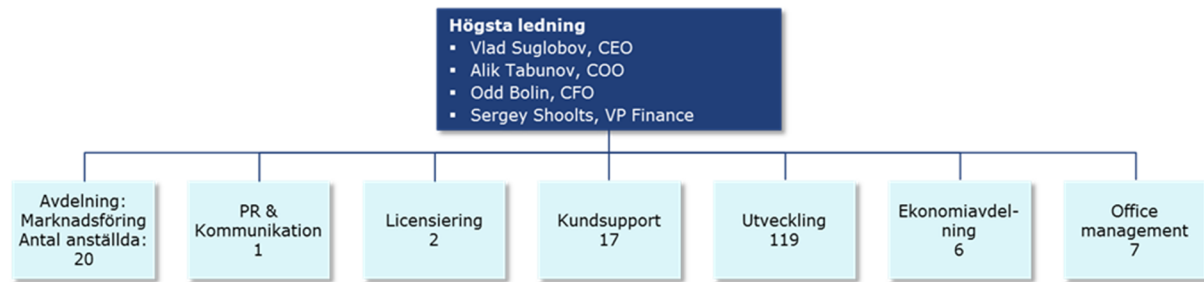 Högsta ledning
▪ Vlad Suglobov, CEO
▪ Alik Tabunov, COO
▪ Odd Bolin, CFO
▪ Sergey Shoolts, VP Finance
Avdelning:
Marknadsföring
Antal anställda:
20
PR &
Kommunikation
1
Licensiering
2
Kundsupport
17
Utveckling
119
Ekonomiavdel-
ning
6
Office
management
7